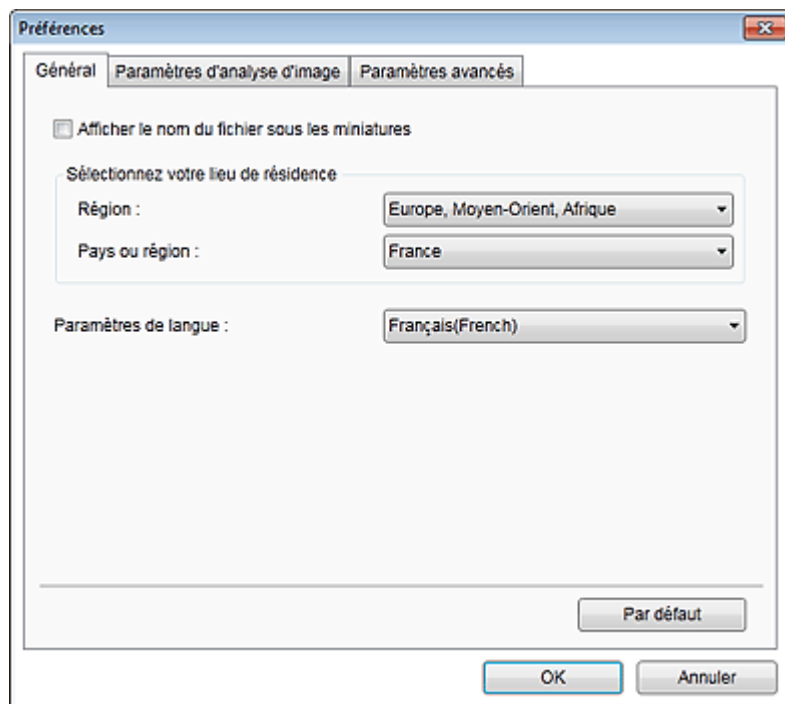 Préférences
Général Paramètres d'analyse d'image Paramètres avancés
Afficher le nom du fichier sous les miniatures
Sélectionnez votre lieu de résidence
Région : Europe, Moyen-Orient, Afrique
Pays ou région : France
Paramètres de langue : Français(French)
Par défaut
OK Annuler